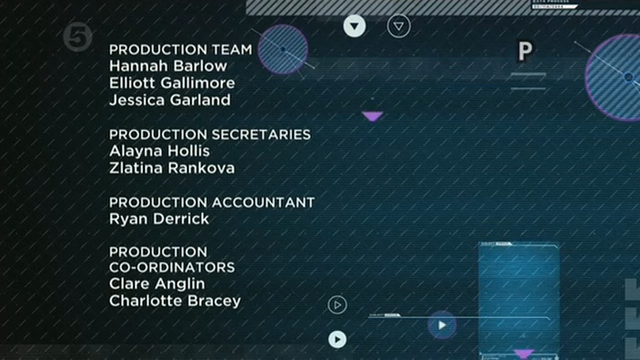 5
P
PRODUCTION TEAM
Hannah Barlow
Elliott Gallimore
Jessica Garland
PRODUCTION SECRETARIES
Alayna Hollis
Zlatina Rankova
PRODUCTION ACCOUNTANT
Ryan Derrick
PRODUCTION
CO-ORDINATORS
Clare Anglin
Charlotte Bracey